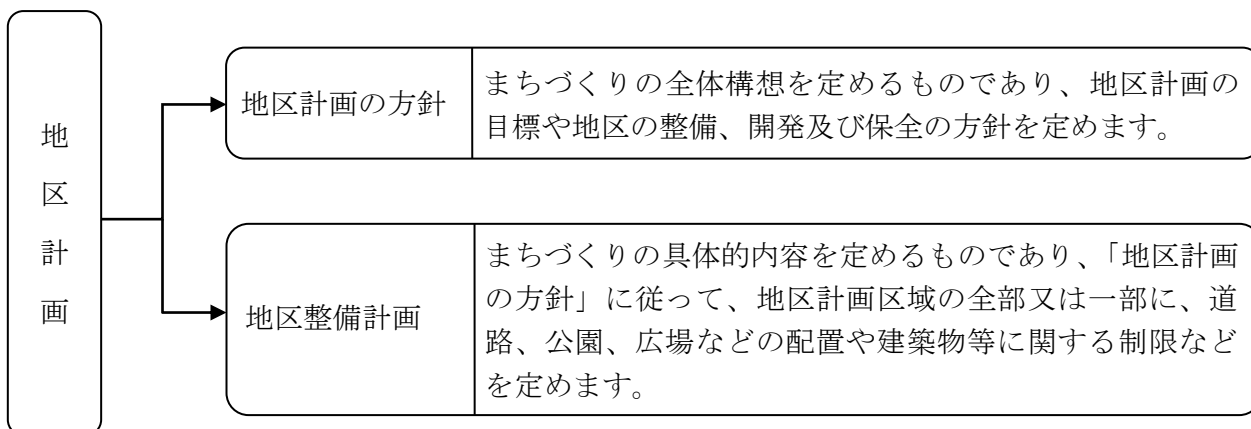 地区計画
地区計画の方針
まちづくりの全体構想を定めるものであり、地区計画の
目標や地区の整備、開発及び保全の方針を定めます。
地区整備計画
まちづくりの具体的内容を定めるものであり、「地区計画
の方針」に従って、地区計画区域の全部又は一部に、道
路、公園、広場などの配置や建築物等に関する制限など
を定めます。